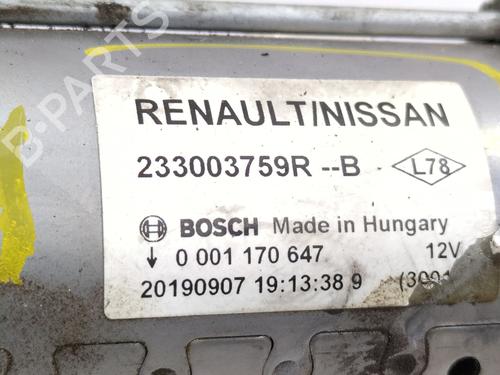 RENAULT/NISSAN
233003759R --B L78
BOSCH Made in Hungary
↓ 0 001 170 647 12V
20190907 19:13:38 9
B-Parts